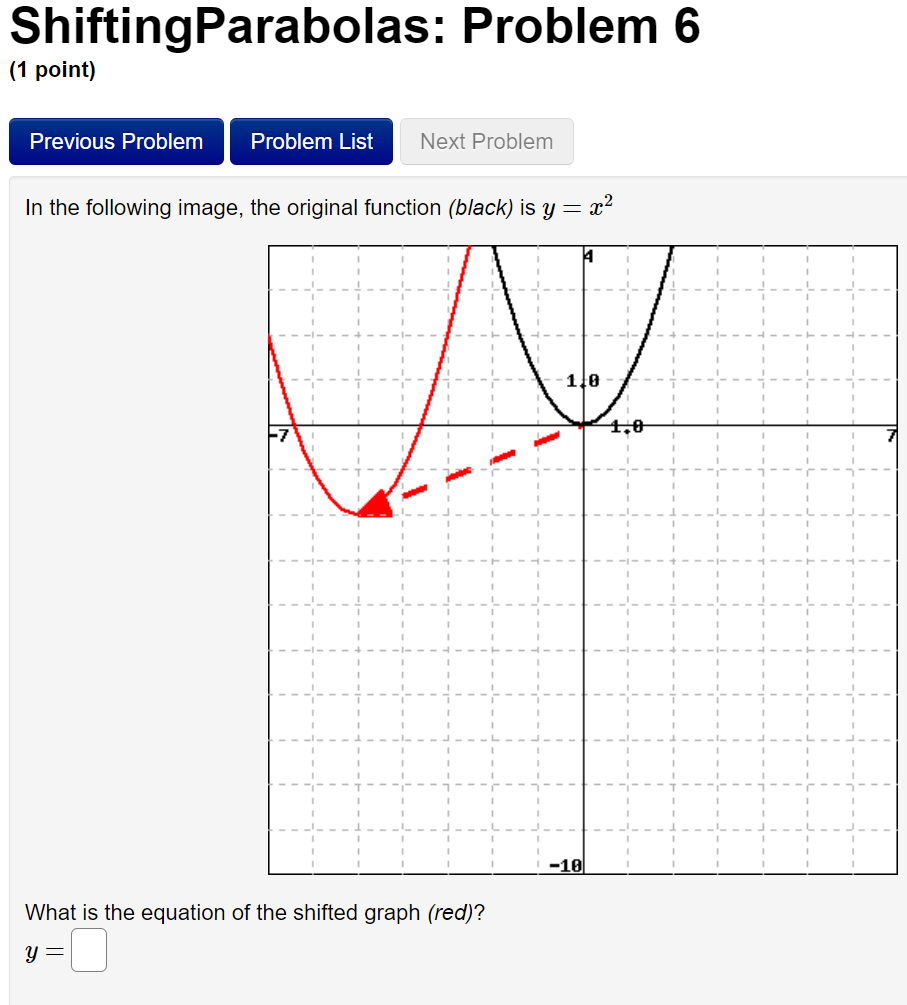 ShiftingParabolas: Problem 6
(1 point)
Previous Problem Problem List Next Problem
In the following image, the original function (black) is y = x²
4
1.0
1.0
-7 7
-10
What is the equation of the shifted graph (red)?
y =